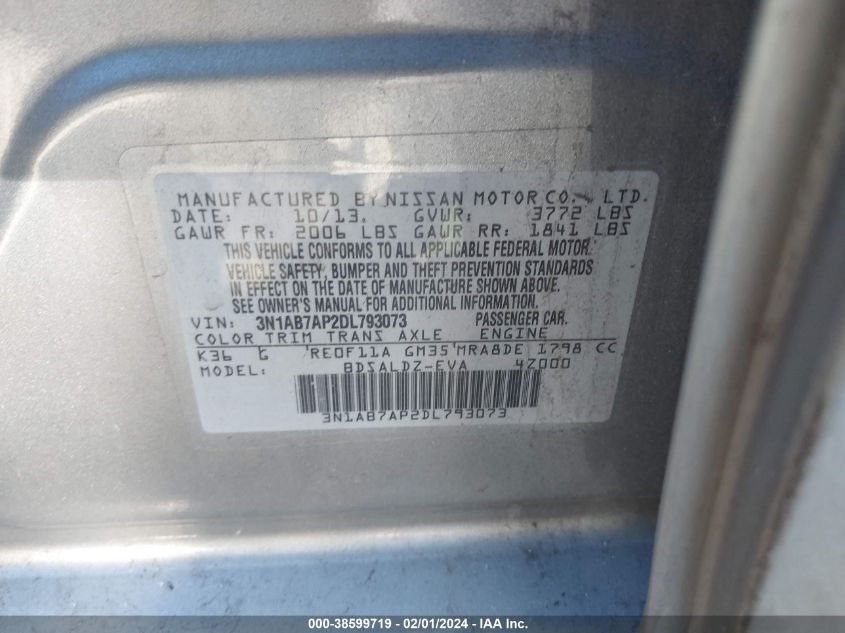 MANUFACTURED BY NISSAN MOTOR CO., LTD.
DATE: 10/13. GVWR: 3772 LBS
GAWR FR: 2006 LBS GAWR RR: 1841 LBS
THIS VEHICLE CONFORMS TO ALL APPLICABLE FEDERAL MOTOR
VEHICLE SAFETY, BUMPER AND THEFT PREVENTION STANDARDS
IN EFFECT ON THE DATE OF MANUFACTURE SHOWN ABOVE.
SEE OWNER'S MANUAL FOR ADDITIONAL INFORMATION.
VIN: 3N1AB7AP2DL793073 PASSENGER CAR.
COLOR TRIM TRANS AXLE ENGINE
K36 G RE0F11A GM35 MRA8DE 1798 CC
MODEL: BDSALDZ-EVA 4Z000
3N1AB7AP2DL793073
000-38599719 - 02/01/2024 - IAA Inc.